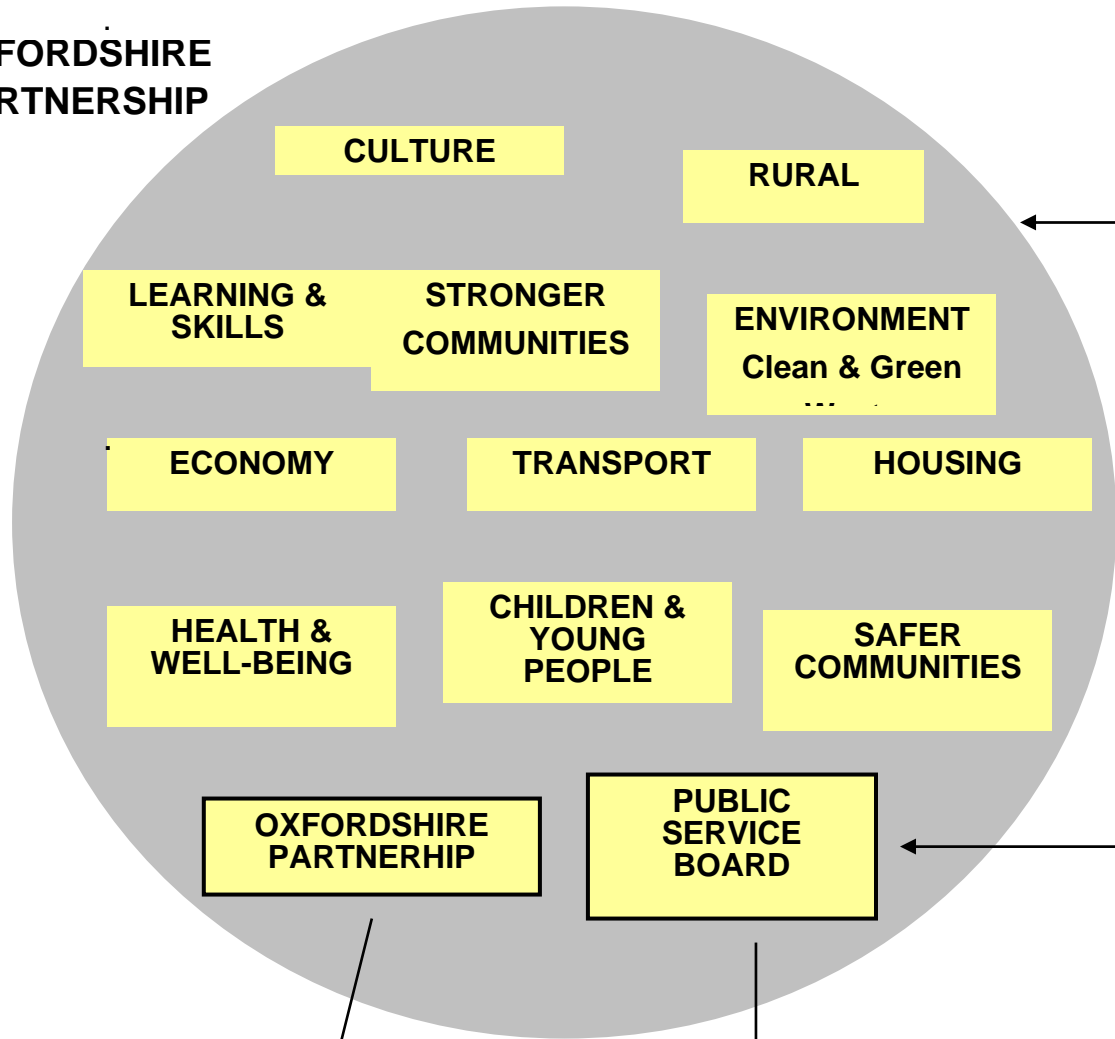 FORDSHIRE
RTNERSHIP
CULTURE
RURAL
LEARNING &
SKILLS
STRONGER
COMMUNITIES
ENVIRONMENT
Clean & Green
ECONOMY
TRANSPORT
HOUSING
HEALTH &
WELL-BEING
CHILDREN &
YOUNG
PEOPLE
SAFER
COMMUNITIES
OXFORDSHIRE
PARTNERHIP
PUBLIC
SERVICE
BOARD